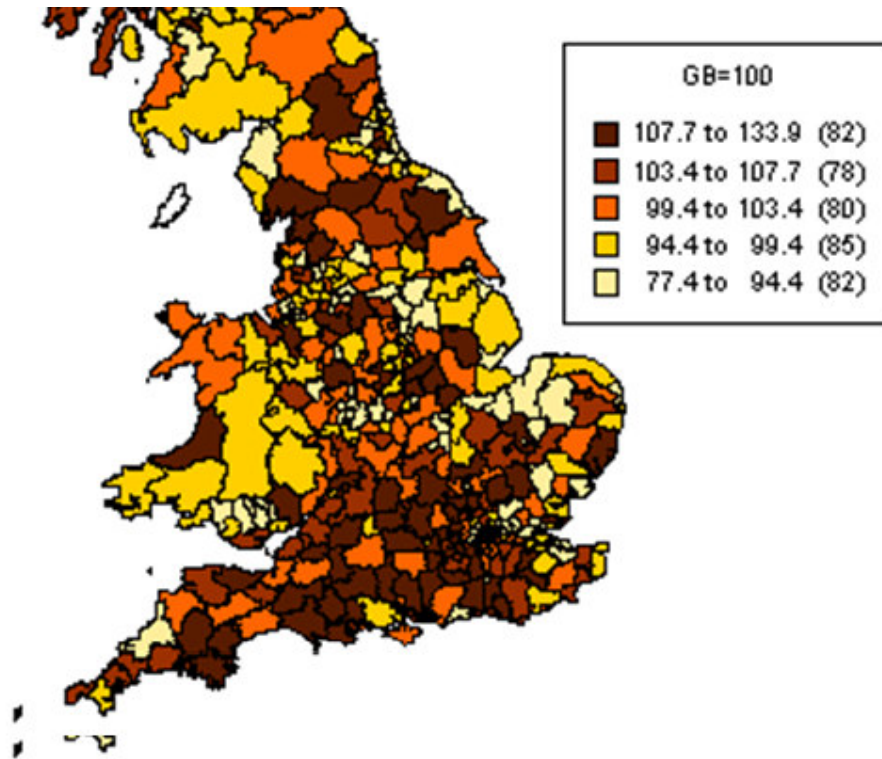 GB=100
107.7 to 133.9 (82)
103.4 to 107.7 (78)
99.4 to 103.4 (80)
94.4 to 99.4 (85)
77.4 to 94.4 (82)